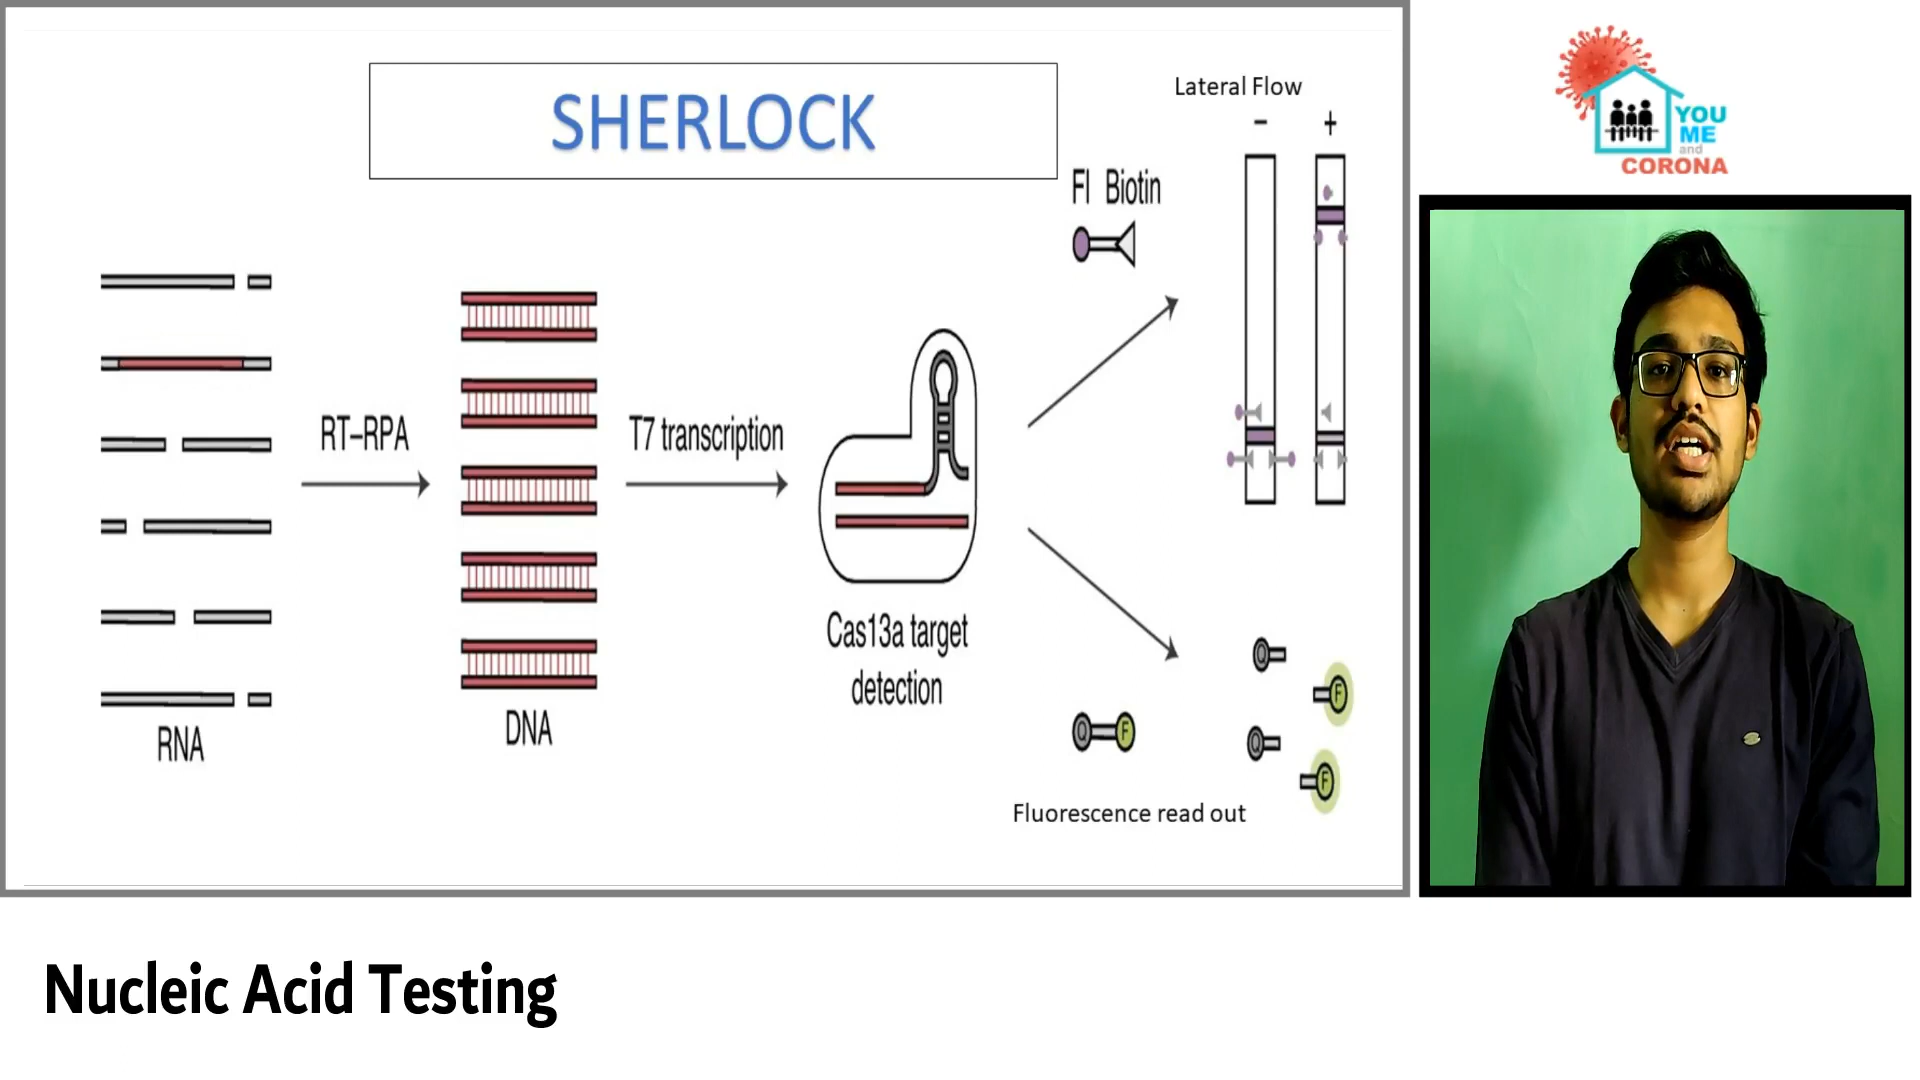 SHERLOCK
Lateral Flow
− +
Fl Biotin
RT–RPA
T7 transcription
RNA
DNA
Cas13a target
detection
Q F
Q
F
Q
F
Fluorescence read out
YOU
ME
and
CORONA
Nucleic Acid Testing